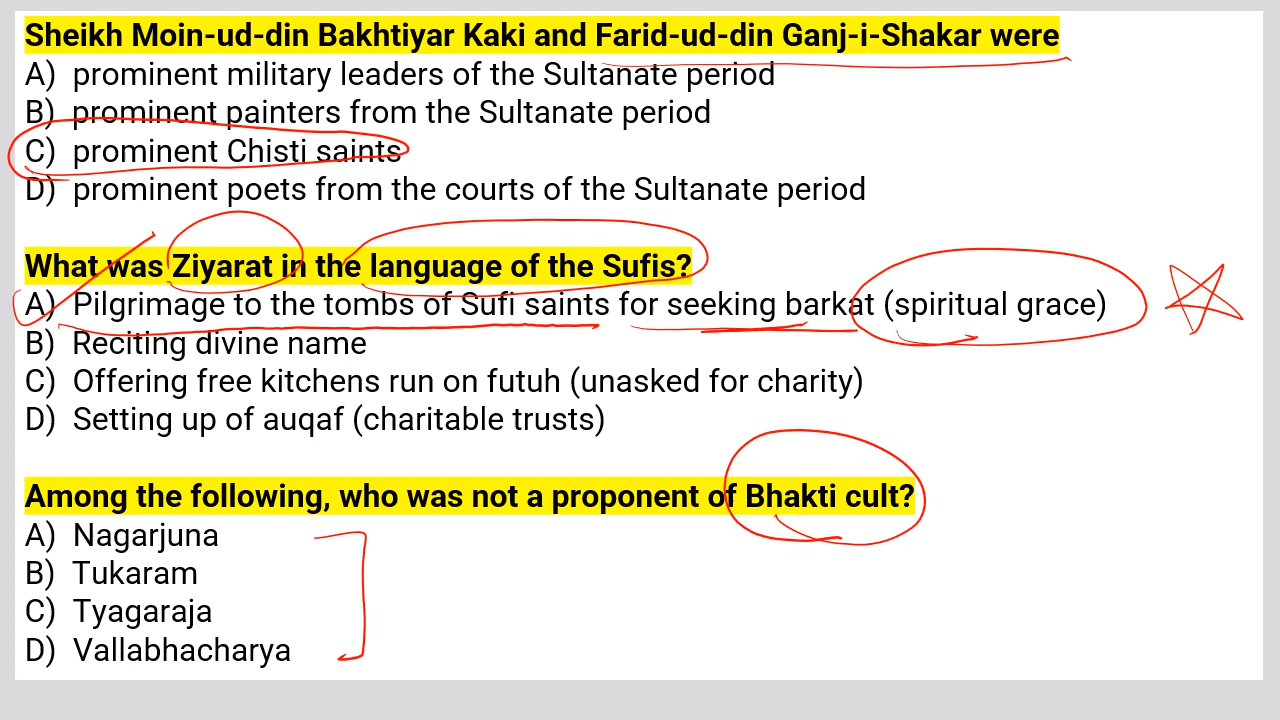 Sheikh Moin-ud-din Bakhtiyar Kaki and Farid-ud-din Ganj-i-Shakar were
A) prominent military leaders of the Sultanate period
B) prominent painters from the Sultanate period
C) prominent Chisti saints
D) prominent poets from the courts of the Sultanate period
What was Ziyarat in the language of the Sufis?
A) Pilgrimage to the tombs of Sufi saints for seeking barkat (spiritual grace)
B) Reciting divine name
C) Offering free kitchens run on futuh (unasked for charity)
D) Setting up of auqaf (charitable trusts)
Among the following, who was not a proponent of Bhakti cult?
A) Nagarjuna
B) Tukaram
C) Tyagaraja
D) Vallabhacharya